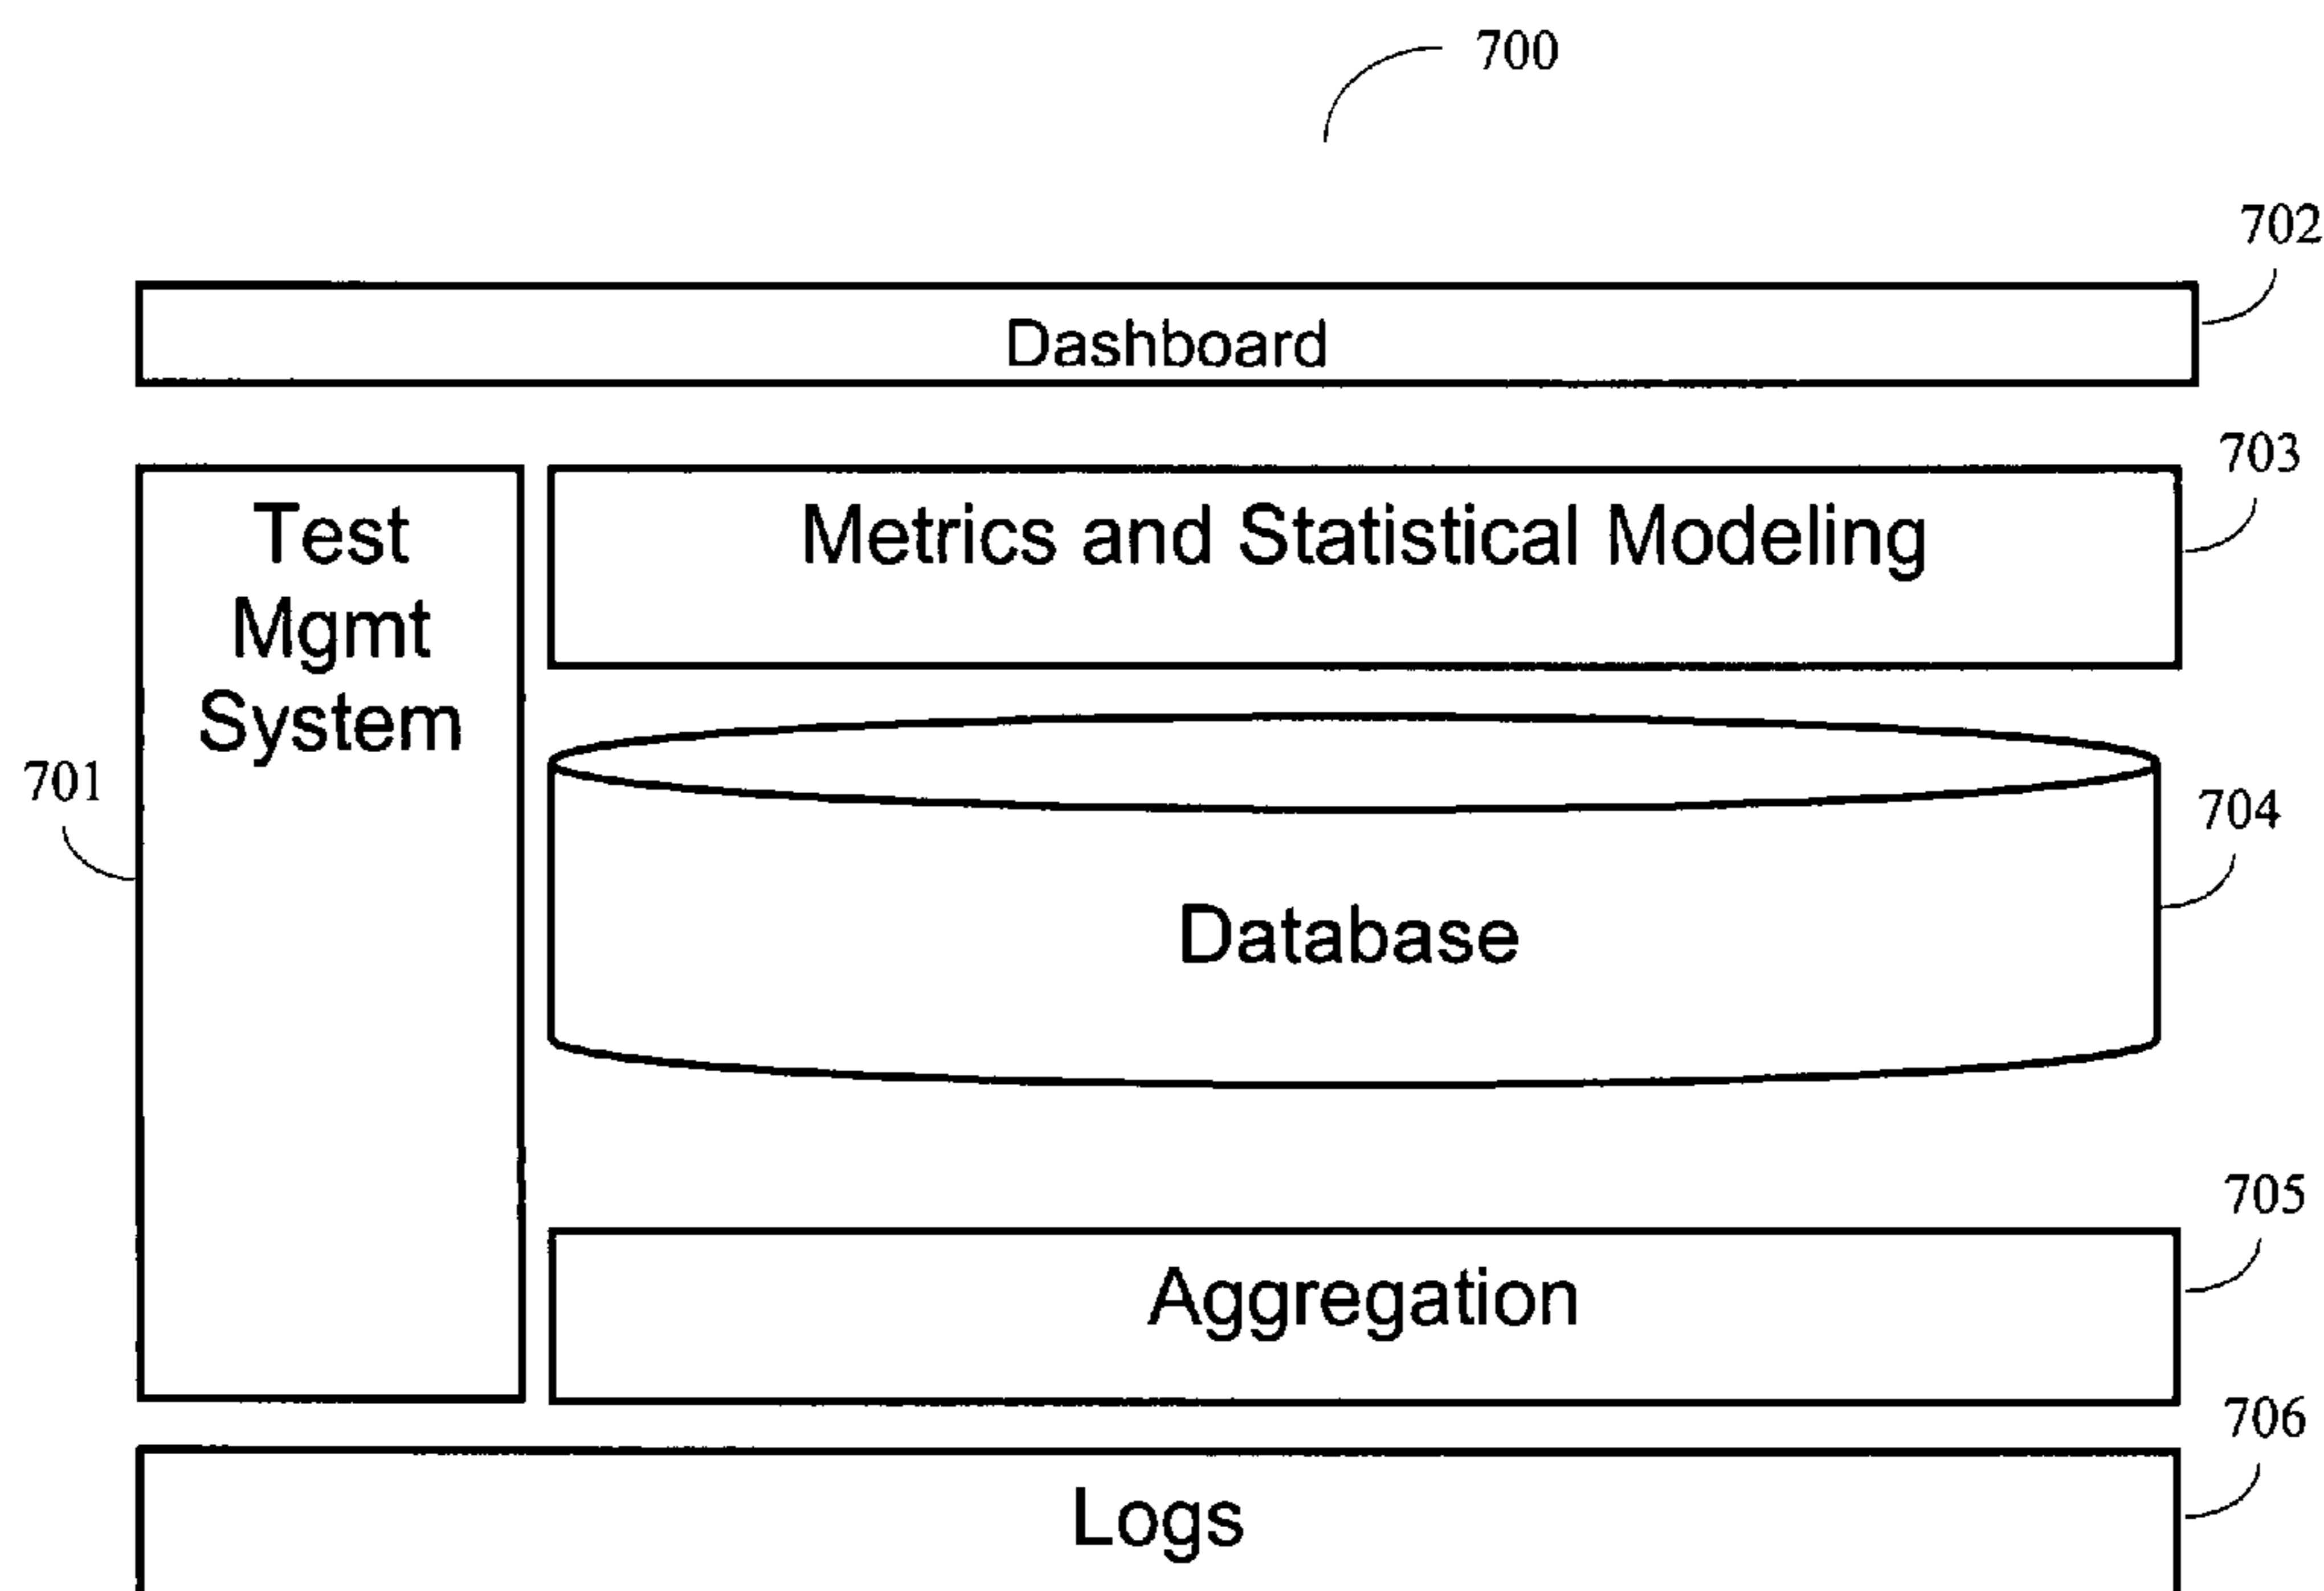 700
702
Dashboard
703
Test
Mgmt
System
Metrics and Statistical Modeling
701
704
Database
705
Aggregation
706
Logs